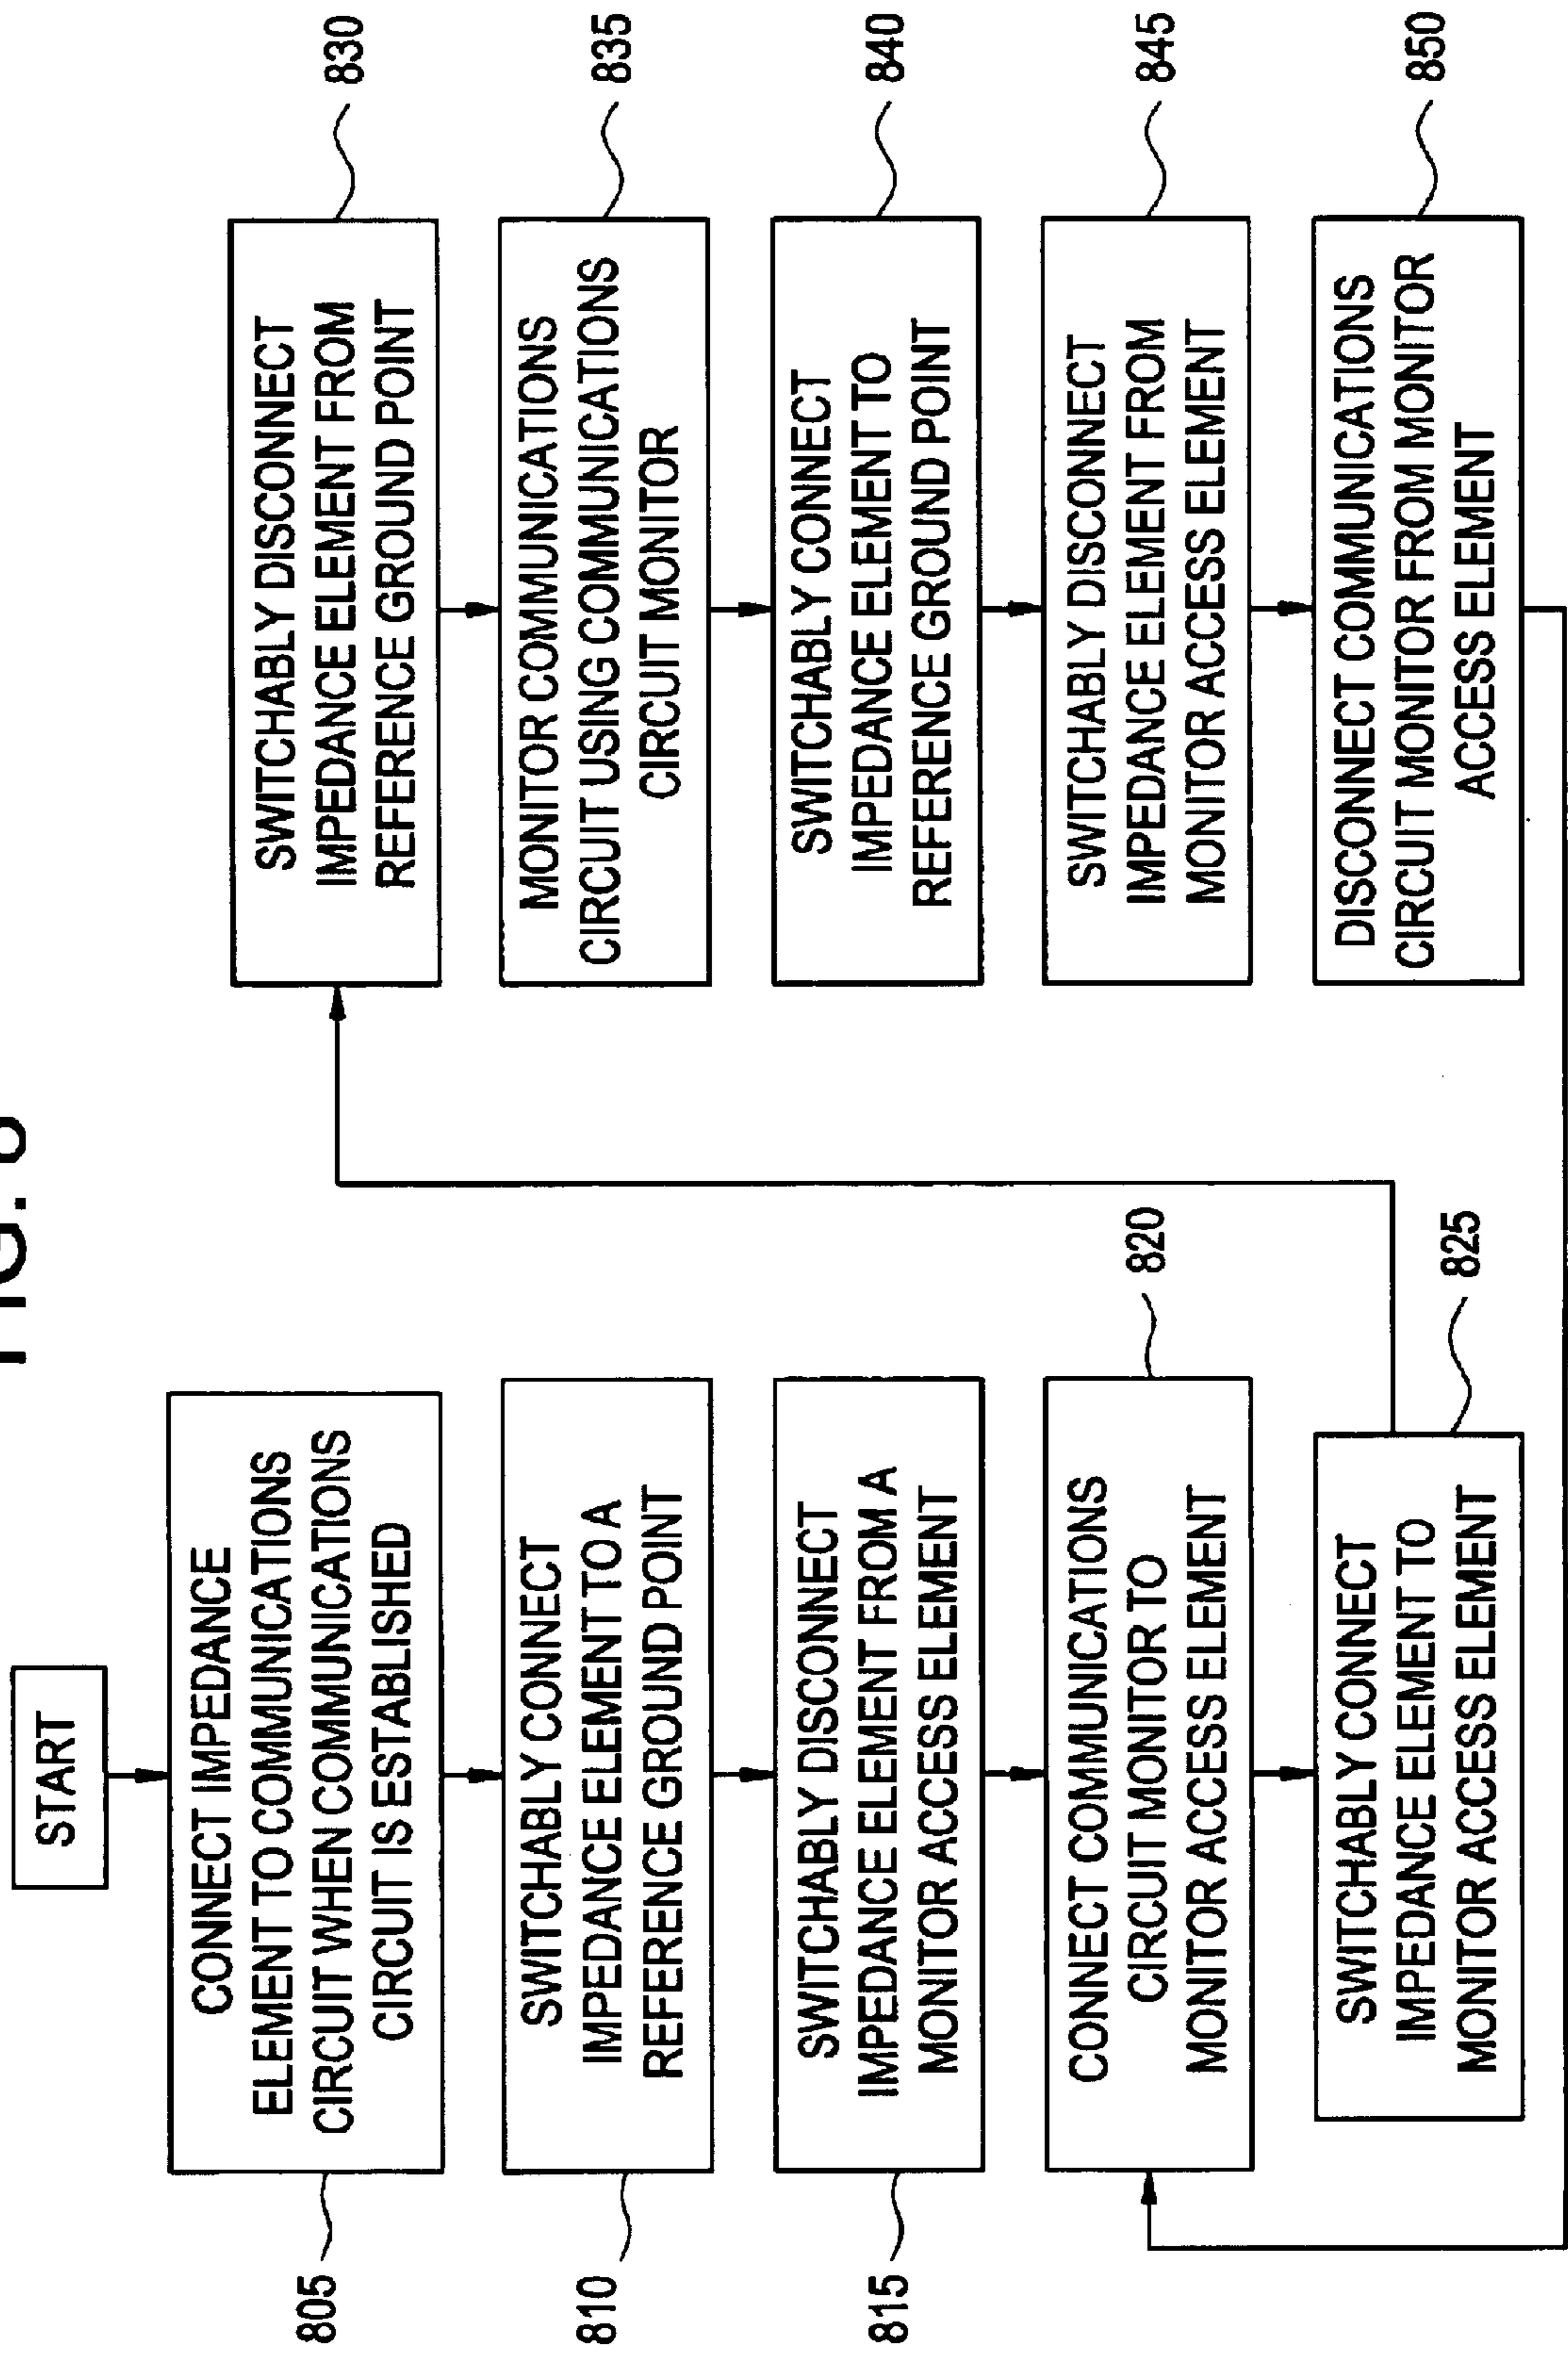 FIG. 8
START
CONNECT IMPEDANCE
ELEMENT TO COMMUNICATIONS
CIRCUIT WHEN COMMUNICATIONS
CIRCUIT IS ESTABLISHED
805
SWITCHABLY CONNECT
IMPEDANCE ELEMENT TO A
REFERENCE GROUND POINT
810
SWITCHABLY DISCONNECT
IMPEDANCE ELEMENT FROM A
MONITOR ACCESS ELEMENT
815
CONNECT COMMUNICATIONS
CIRCUIT MONITOR TO
MONITOR ACCESS ELEMENT
820
SWITCHABLY CONNECT
IMPEDANCE ELEMENT TO
MONITOR ACCESS ELEMENT
825
SWITCHABLY DISCONNECT
IMPEDANCE ELEMENT FROM
REFERENCE GROUND POINT
830
MONITOR COMMUNICATIONS
CIRCUIT USING COMMUNICATIONS
CIRCUIT MONITOR
835
SWITCHABLY CONNECT
IMPEDANCE ELEMENT TO
REFERENCE GROUND POINT
840
SWITCHABLY DISCONNECT
IMPEDANCE ELEMENT FROM
MONITOR ACCESS ELEMENT
845
DISCONNECT COMMUNICATIONS
CIRCUIT MONITOR FROM MONITOR
ACCESS ELEMENT
850